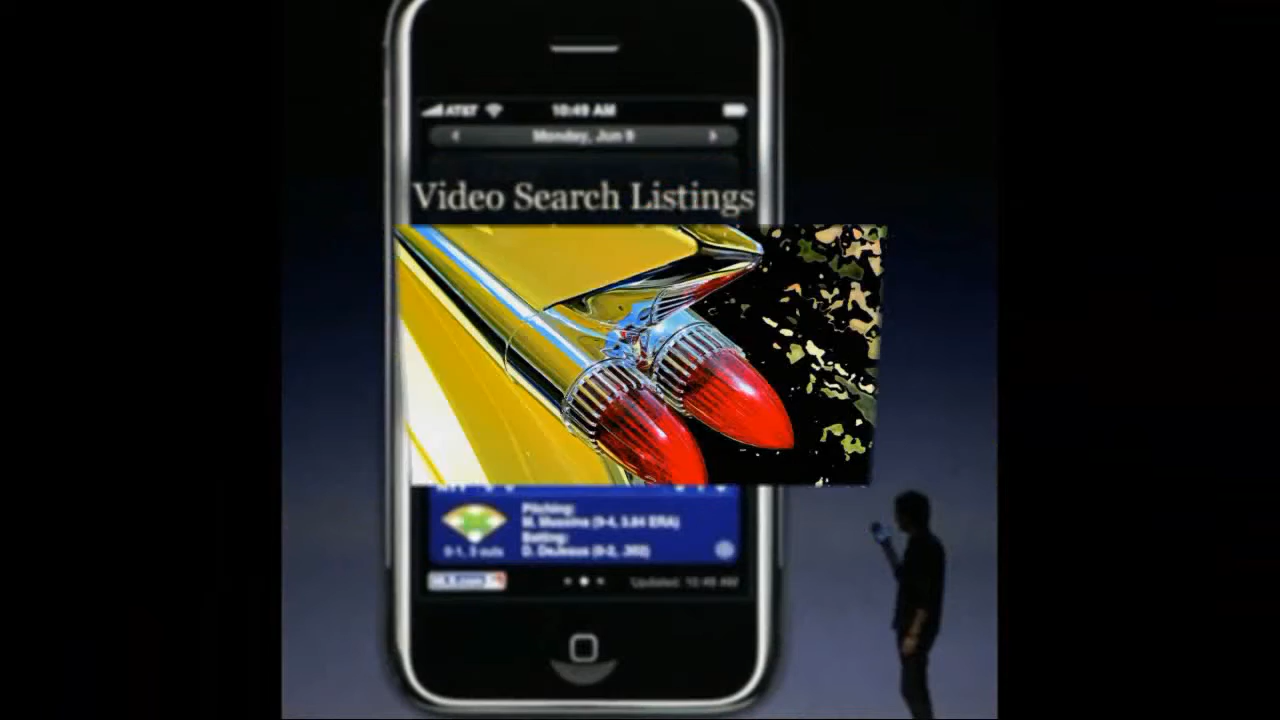 AT&T 10:49 AM
Monday, Jun 9
Video Search Listings
Pitching:
M. Mussina (9-4, 3.84 ERA)
Batting:
0-1, 2 outs D. DeJesus (0-2, .302)
Updated: 10:49 AM